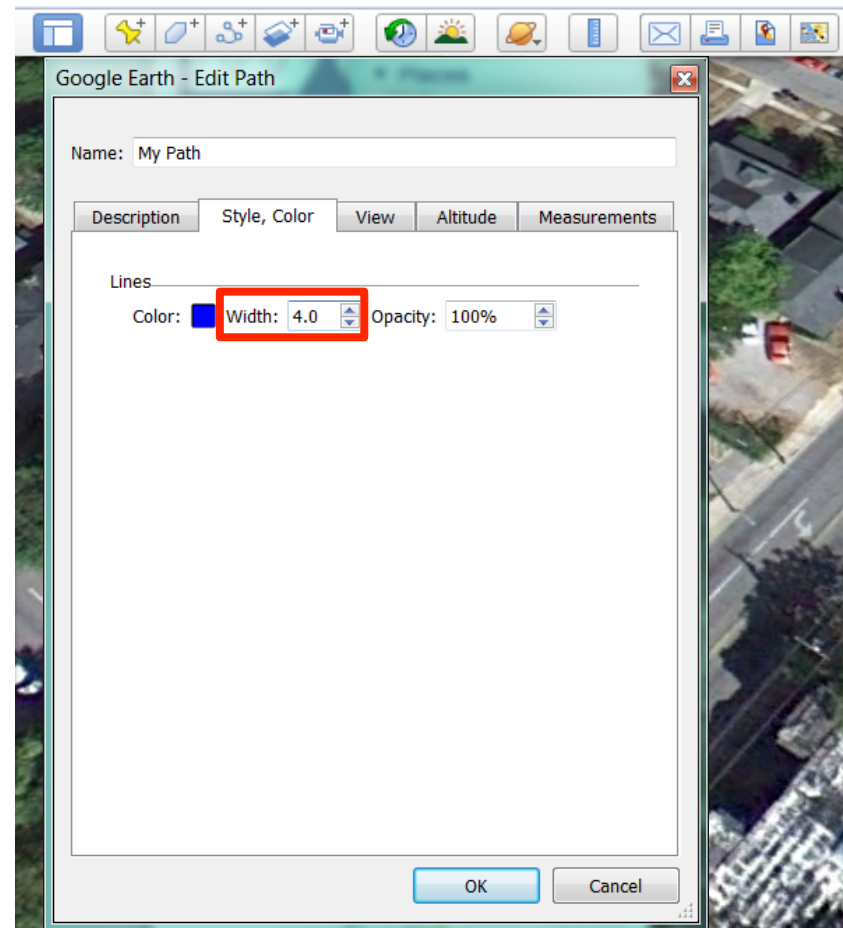 Google Earth - Edit Path
Name: My Path
Description Style, Color View Altitude Measurements
Lines
Color: Width: 4.0 Opacity: 100%
OK Cancel